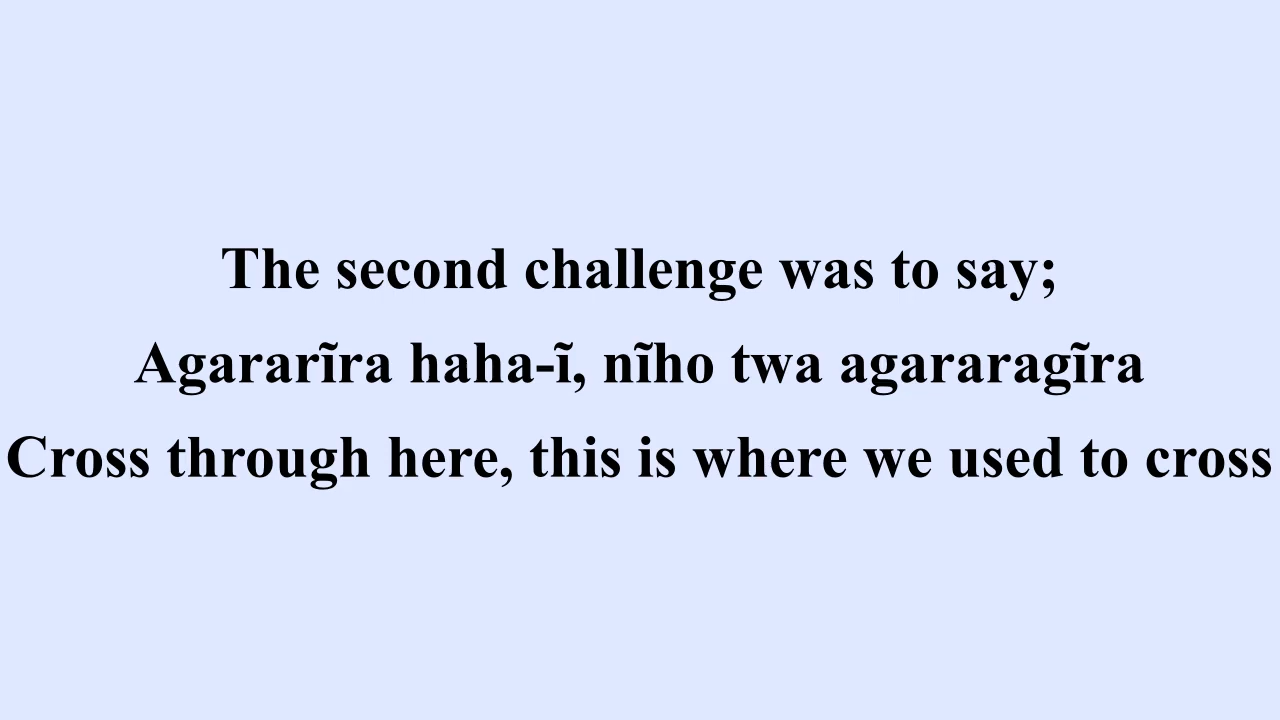 The second challenge was to say;
Agararĩra haha-ĩ, nĩho twa agararagĩra
Cross through here, this is where we used to cross